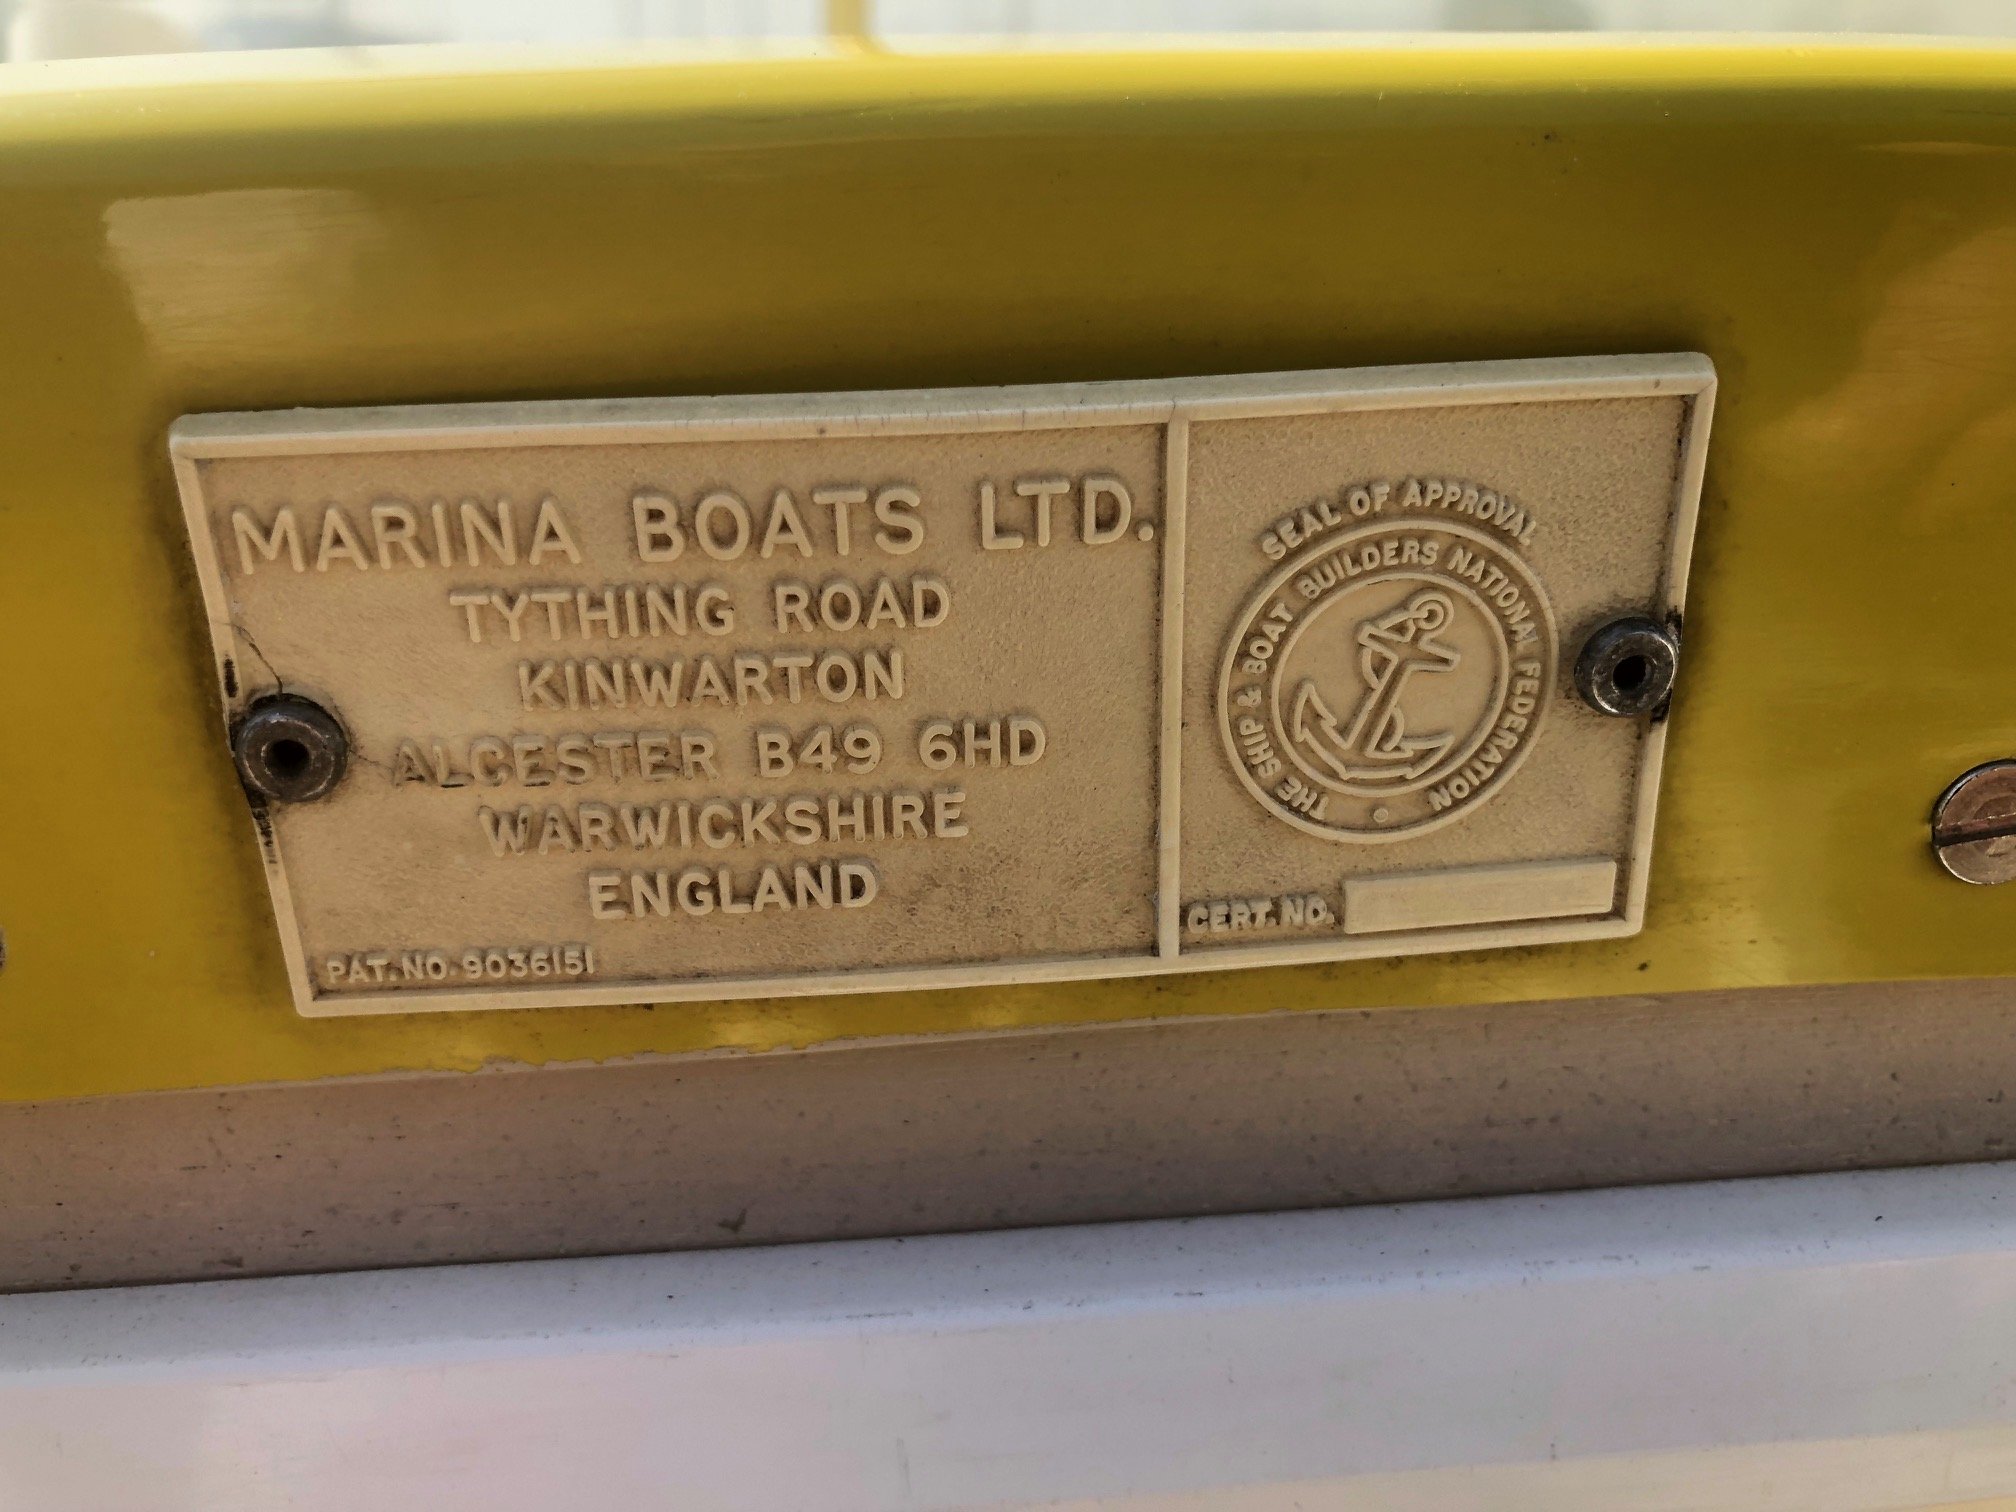 MARINA BOATS LTD.
TYTHING ROAD
KINWARTON
ALCESTER B49 6HD
WARWICKSHIRE
ENGLAND
PAT. NO. 9036151
SEAL OF APPROVAL
THE SHIP & BOAT BUILDERS NATIONAL FEDERATION
CERT. NO.